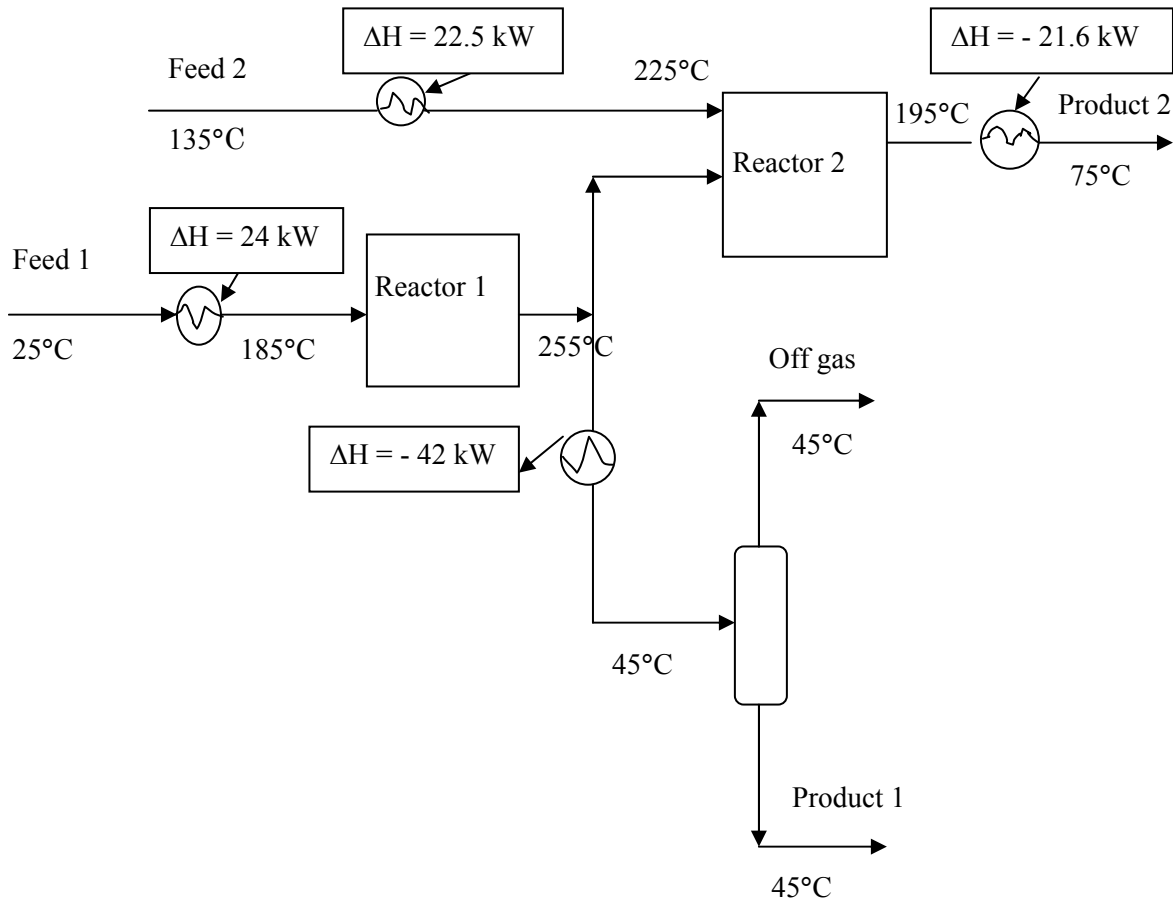 ΔH = 22.5 kW
ΔH = - 21.6 kW
Feed 2
225°C
135°C
195°C
Product 2
75°C
Reactor 2
ΔH = 24 kW
Feed 1
Reactor 1
25°C
185°C
255°C
Off gas
45°C
ΔH = - 42 kW
45°C
Product 1
45°C